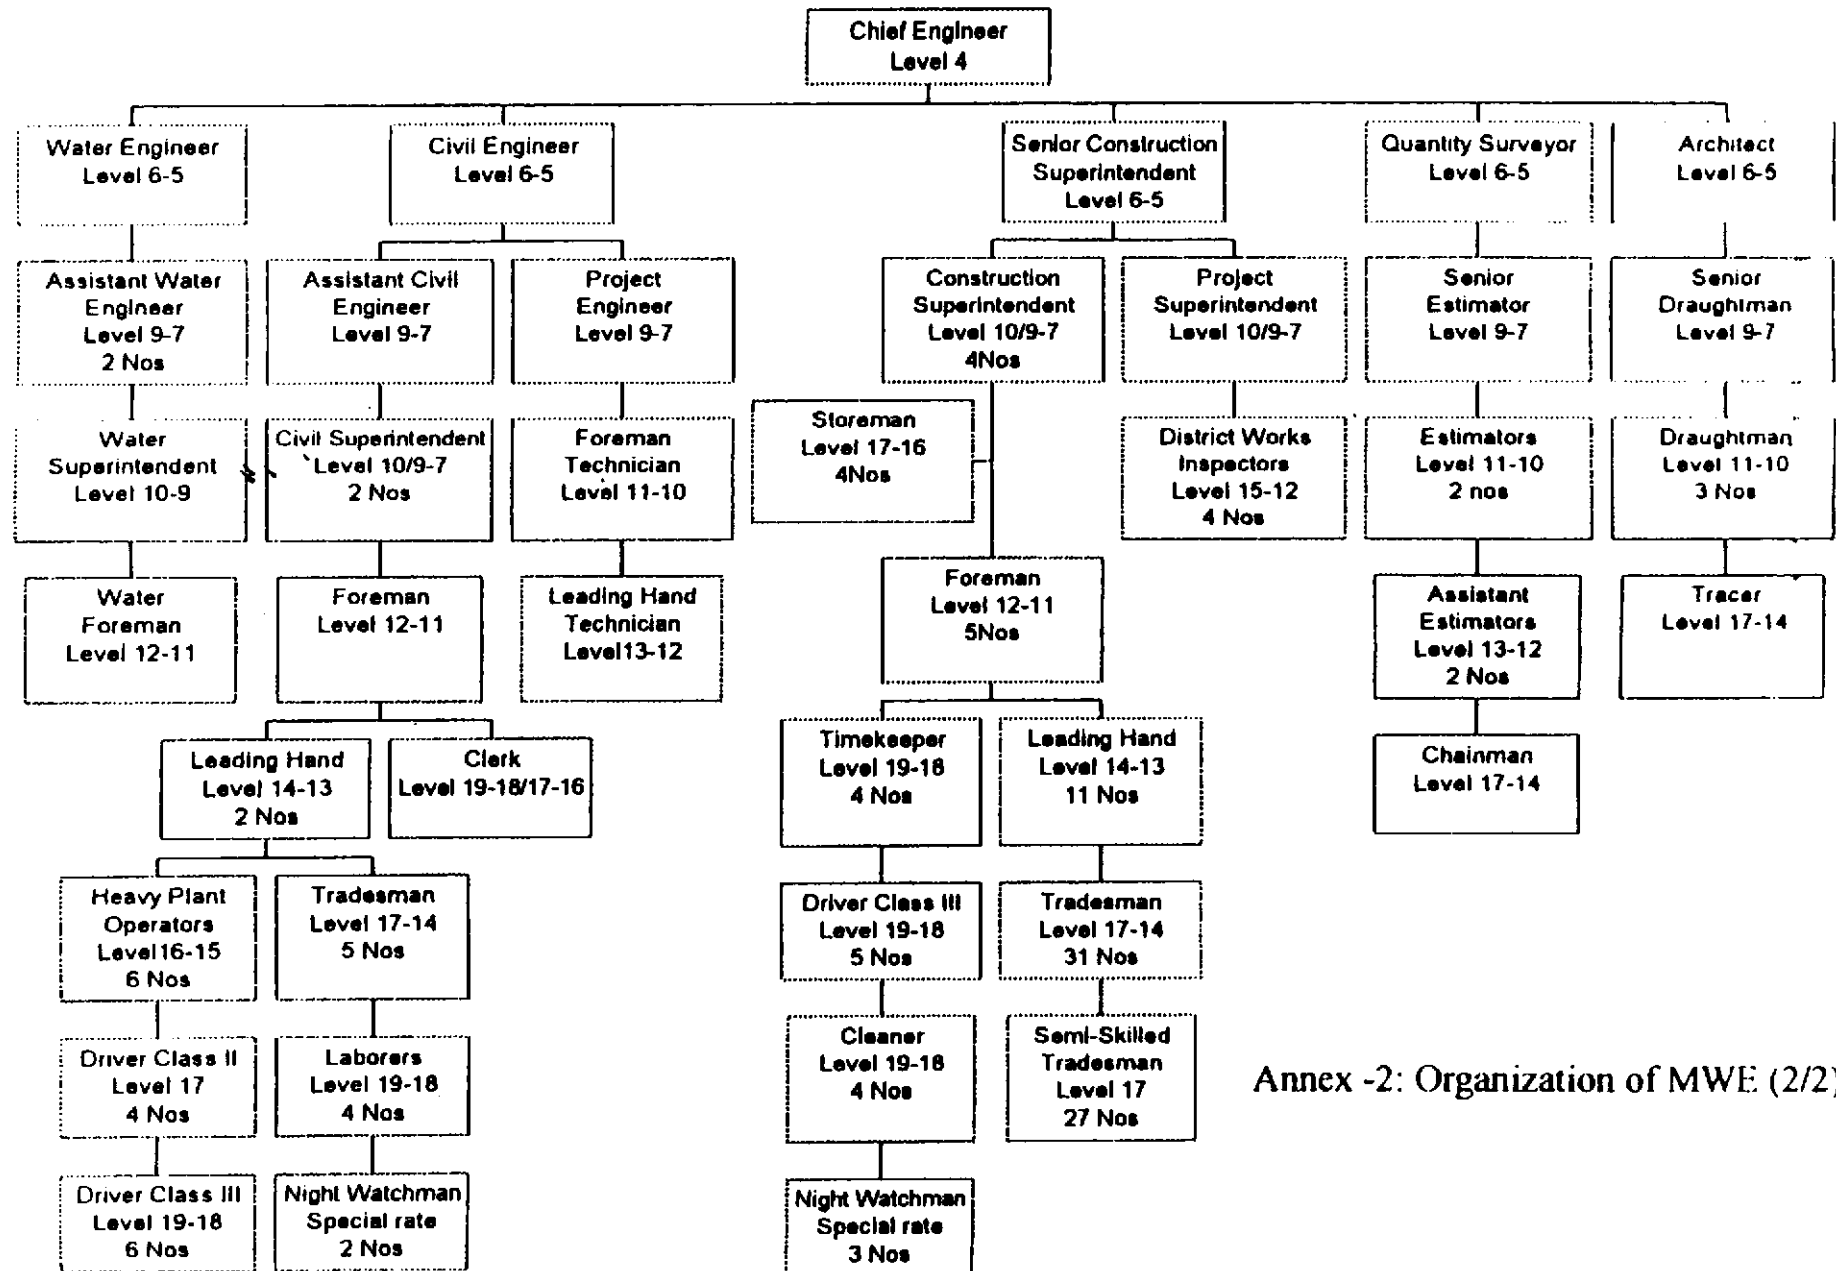 Chief Engineer
Level 4
Water Engineer
Level 6-5
Civil Engineer
Level 6-5
Senior Construction
Superintendent
Level 6-5
Quantity Surveyor
Level 6-5
Architect
Level 6-5
Assistant Water
Engineer
Level 9-7
2 Nos
Assistant Civil
Engineer
Level 9-7
Project
Engineer
Level 9-7
Construction
Superintendent
Level 10/9-7
4Nos
Project
Superintendent
Level 10/9-7
Senior
Estimator
Level 9-7
Senior
Draughtman
Level 9-7
Water
Superintendent
Level 10-9
Civil Superintendent
Level 10/9-7
2 Nos
Foreman
Technician
Level 11-10
Storeman
Level 17-16
4Nos
District Works
Inspectors
Level 15-12
4 Nos
Estimators
Level 11-10
2 nos
Draughtman
Level 11-10
3 Nos
Water
Foreman
Level 12-11
Foreman
Level 12-11
Leading Hand
Technician
Level13-12
Foreman
Level 12-11
5Nos
Assistant
Estimators
Level 13-12
2 Nos
Tracer
Level 17-14
Leading Hand
Level 14-13
2 Nos
Clerk
Level 19-18/17-16
Timekeeper
Level 19-18
4 Nos
Leading Hand
Level 14-13
11 Nos
Chainman
Level 17-14
Heavy Plant
Operators
Level16-15
6 Nos
Tradesman
Level 17-14
5 Nos
Driver Class III
Level 19-18
5 Nos
Tradesman
Level 17-14
31 Nos
Driver Class II
Level 17
4 Nos
Laborers
Level 19-18
4 Nos
Cleaner
Level 19-18
4 Nos
Semi-Skilled
Tradesman
Level 17
27 Nos
Annex -2: Organization of MWE (2/2)
Driver Class III
Level 19-18
6 Nos
Night Watchman
Special rate
2 Nos
Night Watchman
Special rate
3 Nos